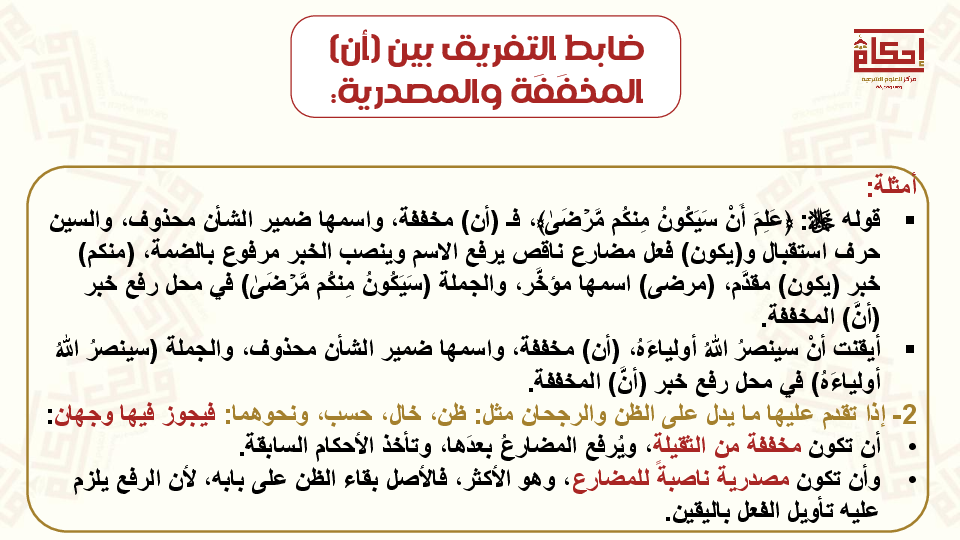 ضابط التفريق بين (أن)
المخفَفَة والمصدرية:
إحكام
مركز للعلوم الشرعية
أمثلة:
▪ قوله ﷻ: ﴿عَلِمَ أَنْ سَيَكُونُ مِنكُم مَّرْضَىٰ﴾، فـ (أن) مخففة، واسمها ضمير الشأن محذوف، والسين
حرف استقبال و(يكون) فعل مضارع ناقص يرفع الاسم وينصب الخبر مرفوع بالضمة، (منكم)
خبر (يكون) مقدَّم، (مرضى) اسمها مؤخَّر، والجملة (سَيَكُونُ مِنكُم مَّرْضَىٰ) في محل رفع خبر
(أنَّ) المخففة.
▪ أيقنت أنْ سينصرُ اللهُ أولياءَهُ، (أن) مخففة، واسمها ضمير الشأن محذوف، والجملة (سينصرُ اللهُ
أولياءَهُ) في محل رفع خبر (أنَّ) المخففة.
2- إذا تقدم عليها ما يدل على الظن والرجحان مثل: ظن، خال، حسب، ونحوهما: فيجوز فيها وجهان:
• أن تكون مخففة من الثقيلة، ويُرفع المضارعُ بعدَها، وتأخذ الأحكام السابقة.
• وأن تكون مصدرية ناصبةً للمضارع، وهو الأكثر، فالأصل بقاء الظن على بابه، لأن الرفع يلزم
عليه تأويل الفعل باليقين.